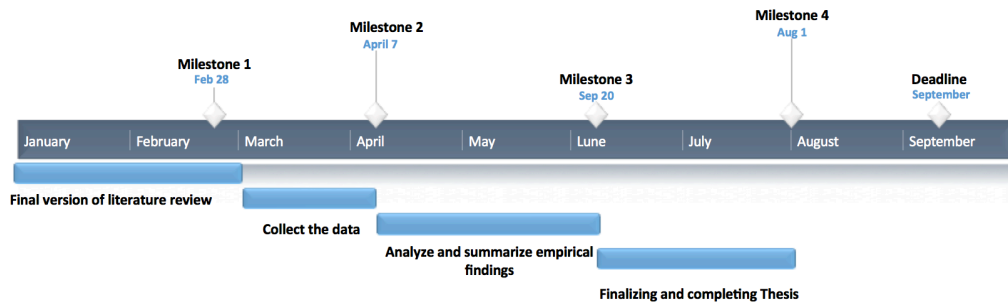 Milestone 4
Aug 1
Milestone 2
April 7
Milestone 1
Feb 28
Milestone 3
Sep 20
Deadline
September
January February March April May Lune July August September
Final version of literature review
Collect the data
Analyze and summarize empirical
findings
Finalizing and completing Thesis